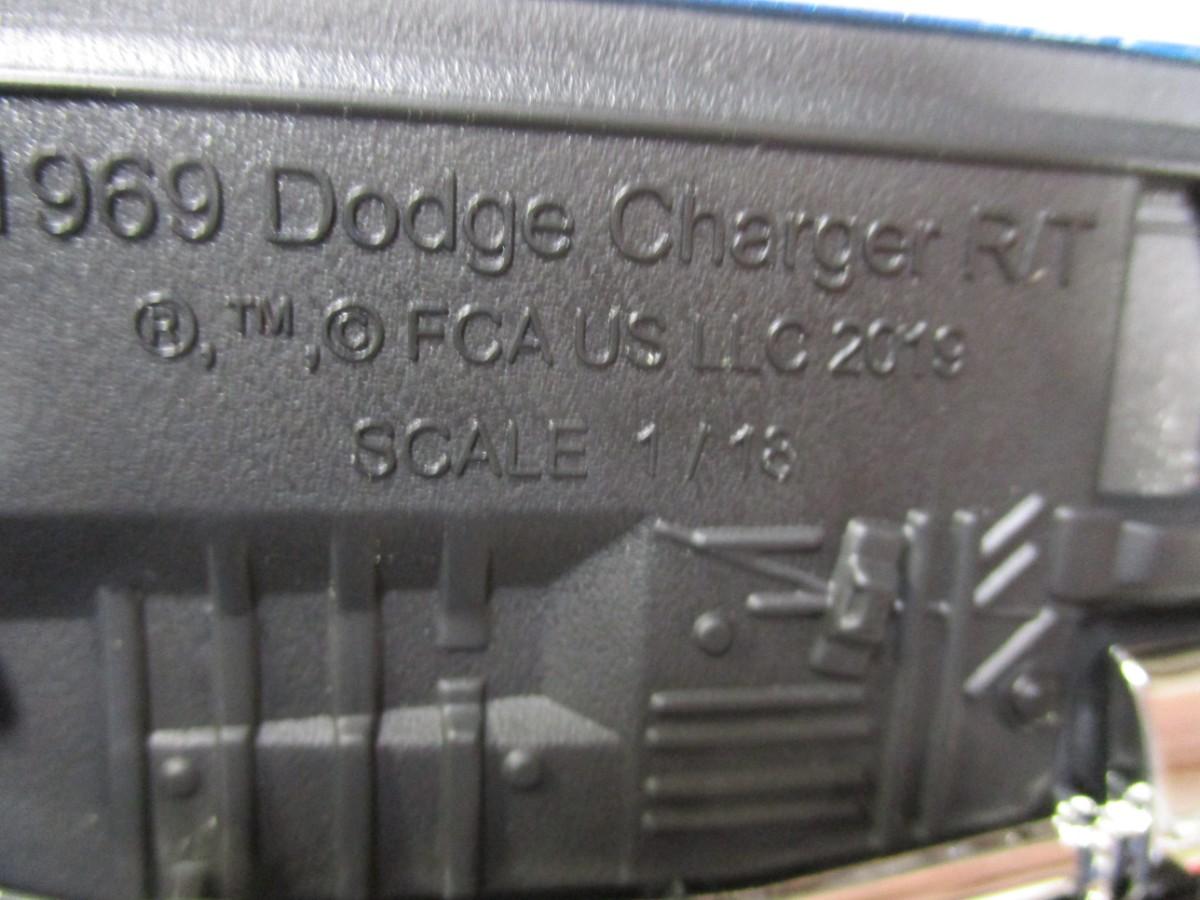 1969 Dodge Charger R/T
®,™,© FCA US LLC 2019
SCALE 1/18